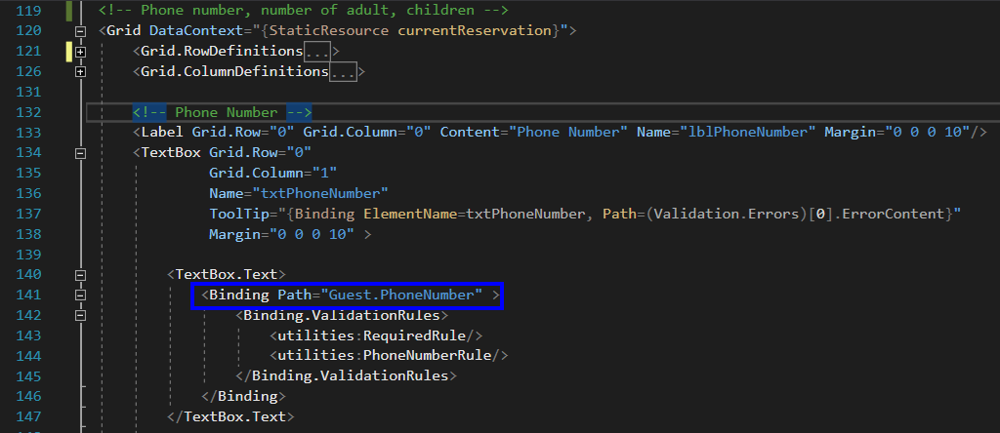 119 <!-- Phone number, number of adult, children -->
120 <Grid DataContext="{StaticResource currentReservation}">
121 <Grid.RowDefinitions...>
126 <Grid.ColumnDefinitions...>
131
132 <!-- Phone Number -->
133 <Label Grid.Row="0" Grid.Column="0" Content="Phone Number" Name="lblPhoneNumber" Margin="0 0 0 10"/>
134 <TextBox Grid.Row="0"
135 Grid.Column="1"
136 Name="txtPhoneNumber"
137 ToolTip="{Binding ElementName=txtPhoneNumber, Path=(Validation.Errors)[0].ErrorContent}"
138 Margin="0 0 0 10" >
139
140 <TextBox.Text>
141 <Binding Path="Guest.PhoneNumber" >
142 <Binding.ValidationRules>
143 <utilities:RequiredRule/>
144 <utilities:PhoneNumberRule/>
145 </Binding.ValidationRules>
146 </Binding>
147 </TextBox.Text>